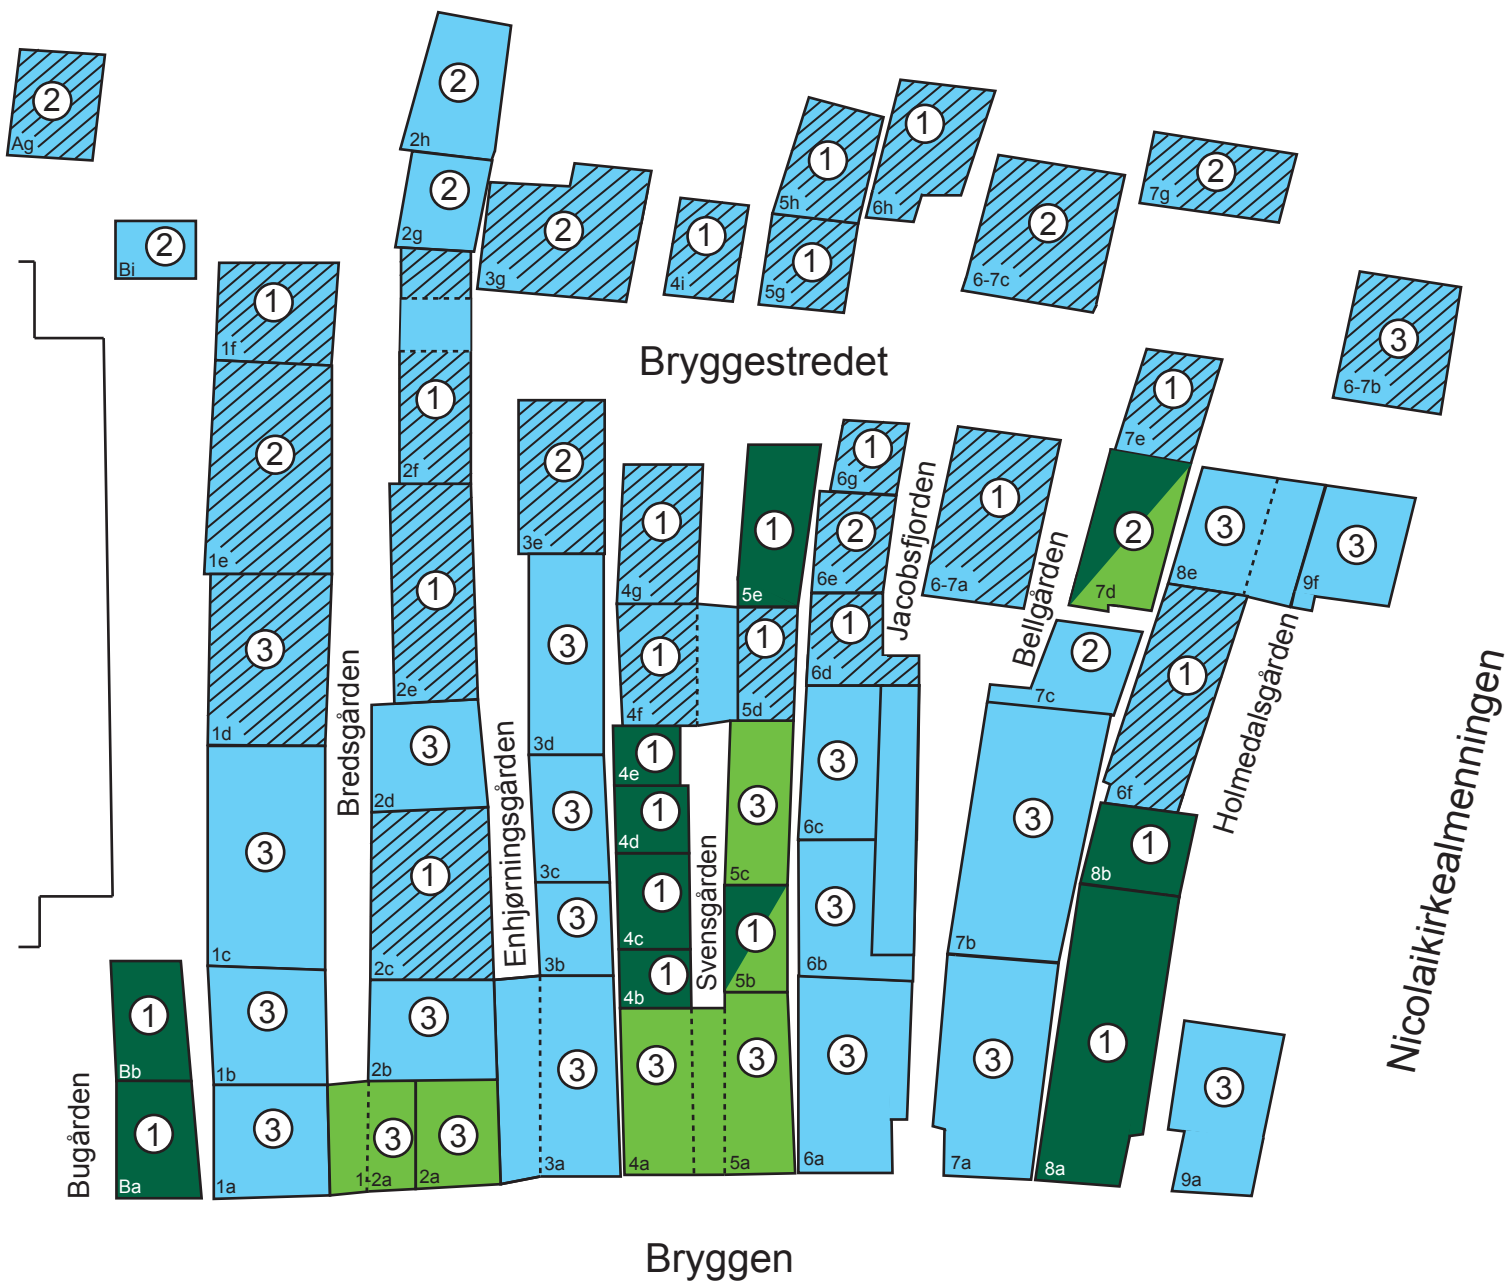 2
2h
2
Ag
1
5h
1
6h
2
7g
2
2g
2
3g
1
4i
1
5g
2
6-7c
2
Bi
1
1f
3
6-7b
Bryggestredet
1
2f
2
1e
2
3e
1
4g
1
5e
1
6g
2
6e
Jacobsfjorden
1
6-7a
1
7e
2
7d
3
8e
3
9f
3
1d
Bredsgården
1
2e
3
3d
1
4f
1
5d
1
6d
Bellgården
2
7c
1
6f
Holmedalsgården
Nicolaikirkealmenningen
3
1c
3
2d
1
2c
Enhjørningsgården
3
3c
3
3b
1
4e
1
4d
1
4c
1
4b
Svensgården
3
5c
1
5b
3
6c
3
6b
3
7b
1
8b
1
Bb
1
Ba
Bugården
3
1b
3
1a
3
2b
3
1-2a
3
2a
3
3a
3
4a
3
5a
3
6a
3
7a
1
8a
3
9a
Bryggen